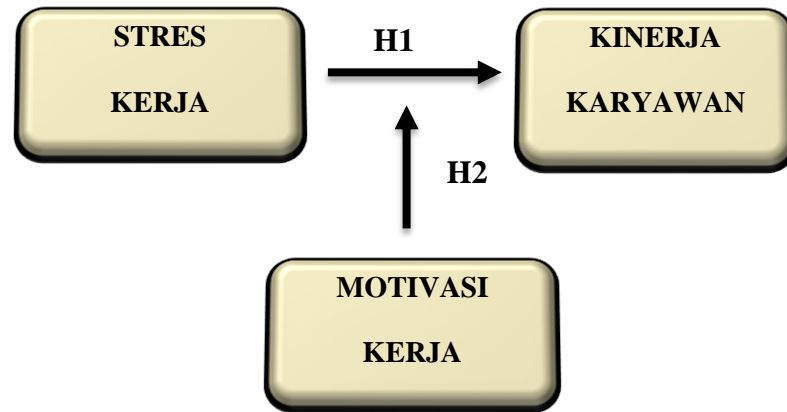 STRES
KERJA
H1
KINERJA
KARYAWAN
H2
MOTIVASI
KERJA